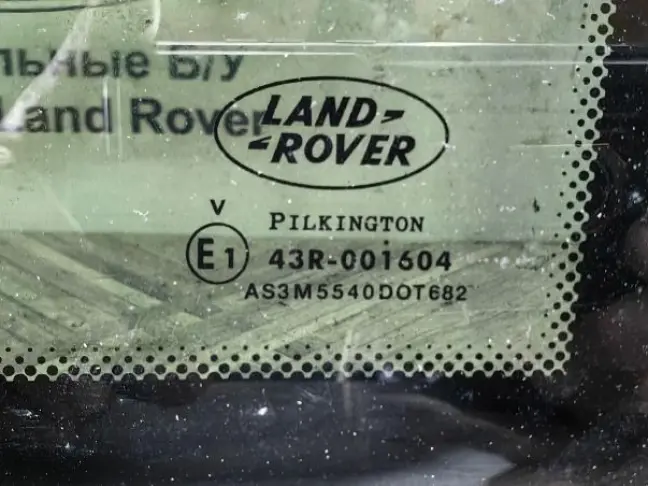 льные Б/У
Land Rover
LAND
ROVER
V
PILKINGTON
E1 43R-001604
AS3M5540DOT682